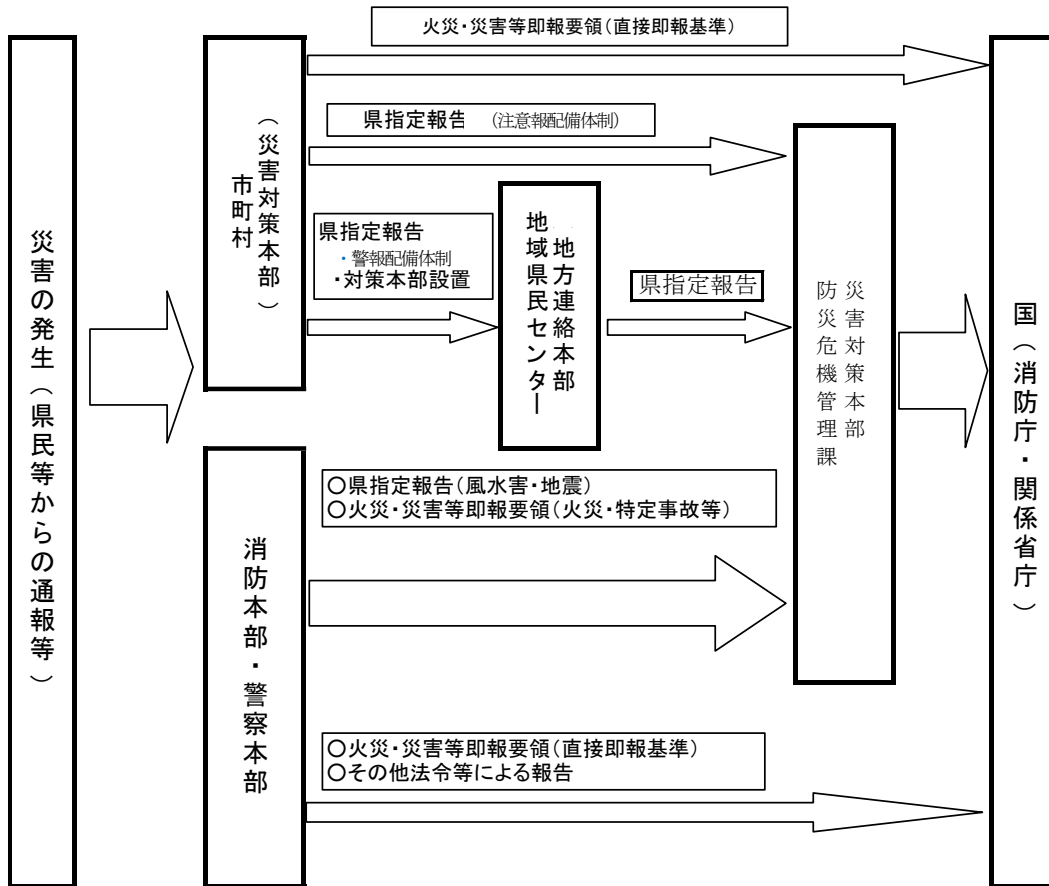 火災・災害等即報要領(直接即報基準)
県指定報告 (注意報配備体制)
災害の発生(県民等からの通報等)
市町村
(災害対策本部)
県指定報告
・警報配備体制
・対策本部設置
地方連絡本部
地域県民センター
県指定報告
災害対策本部
防災危機管理課
国(消防庁・関係省庁)
消防本部・警察本部
〇県指定報告(風水害・地震)
〇火災・災害等即報要領(火災・特定事故等)
〇火災・災害等即報要領(直接即報基準)
〇その他法令等による報告